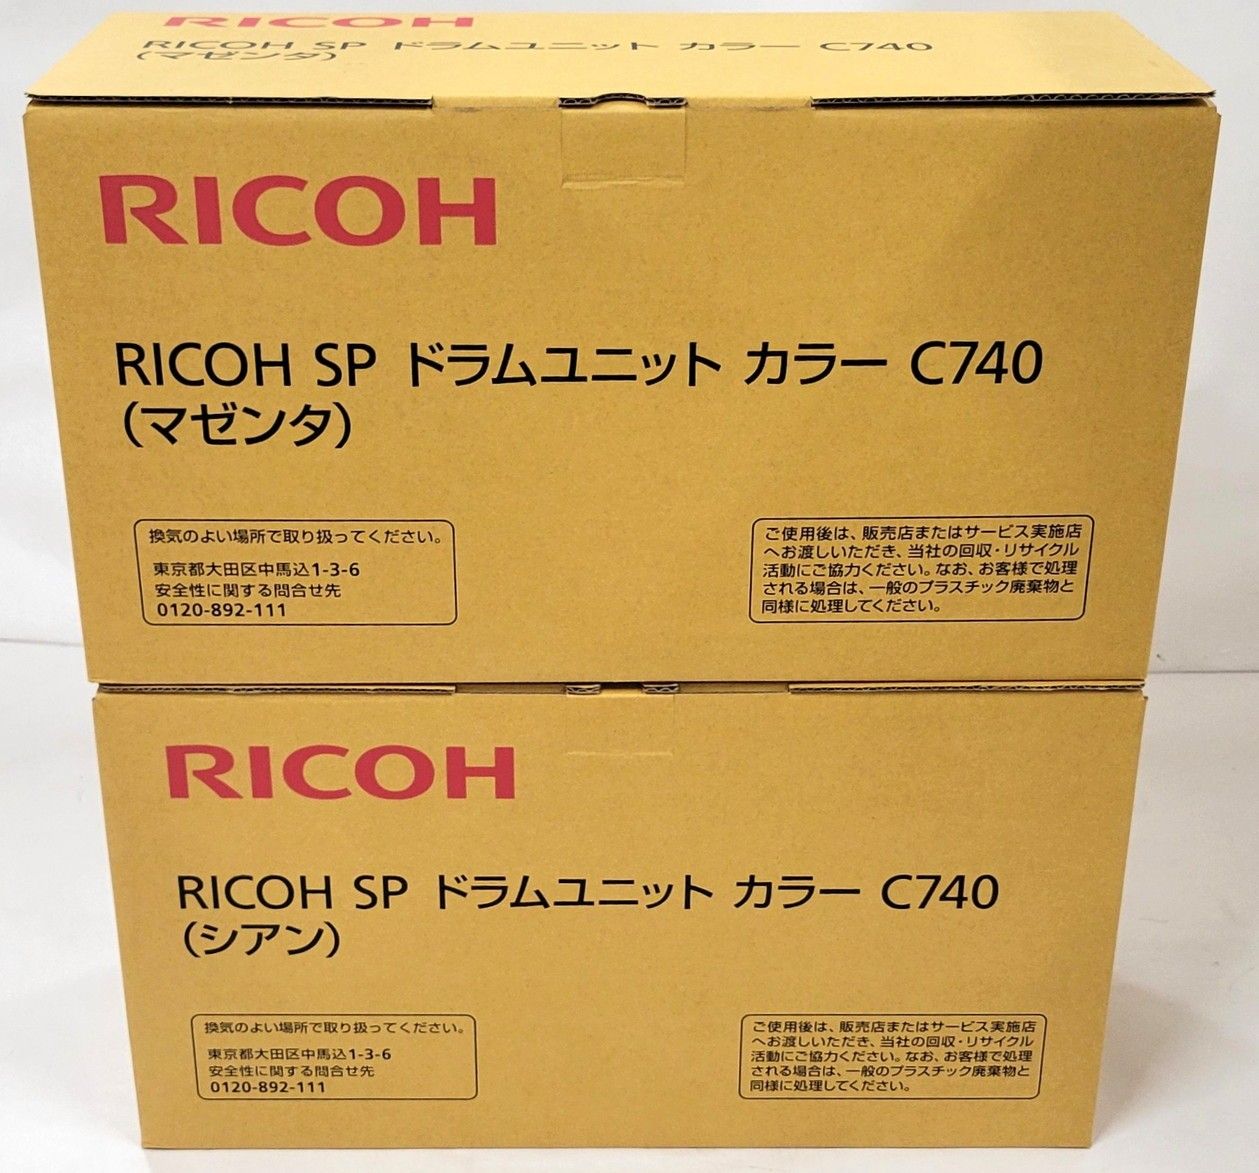 RICOH
RICOH SP ドラムユニット カラー C740
(マゼンタ)
RICOH
RICOH SP ドラムユニット カラー C740
(マゼンタ)
換気のよい場所で取り扱ってください。
東京都大田区中馬込1-3-6
安全性に関する問合せ先
0120-892-111
ご使用後は、販売店またはサービス実施店
へお渡しいただき、当社の回収・リサイクル
活動にご協力ください。なお、お客様で処理
される場合は、一般のプラスチック廃棄物と
同様に処理してください。
RICOH
RICOH SP ドラムユニット カラー C740
(シアン)
換気のよい場所で取り扱ってください。
東京都大田区中馬込1-3-6
安全性に関する問合せ先
0120-892-111
ご使用後は、販売店またはサービス実施店
へお渡しいただき、当社の回収・リサイクル
活動にご協力ください。なお、お客様で処理
される場合は、一般のプラスチック廃棄物と
同様に処理してください。